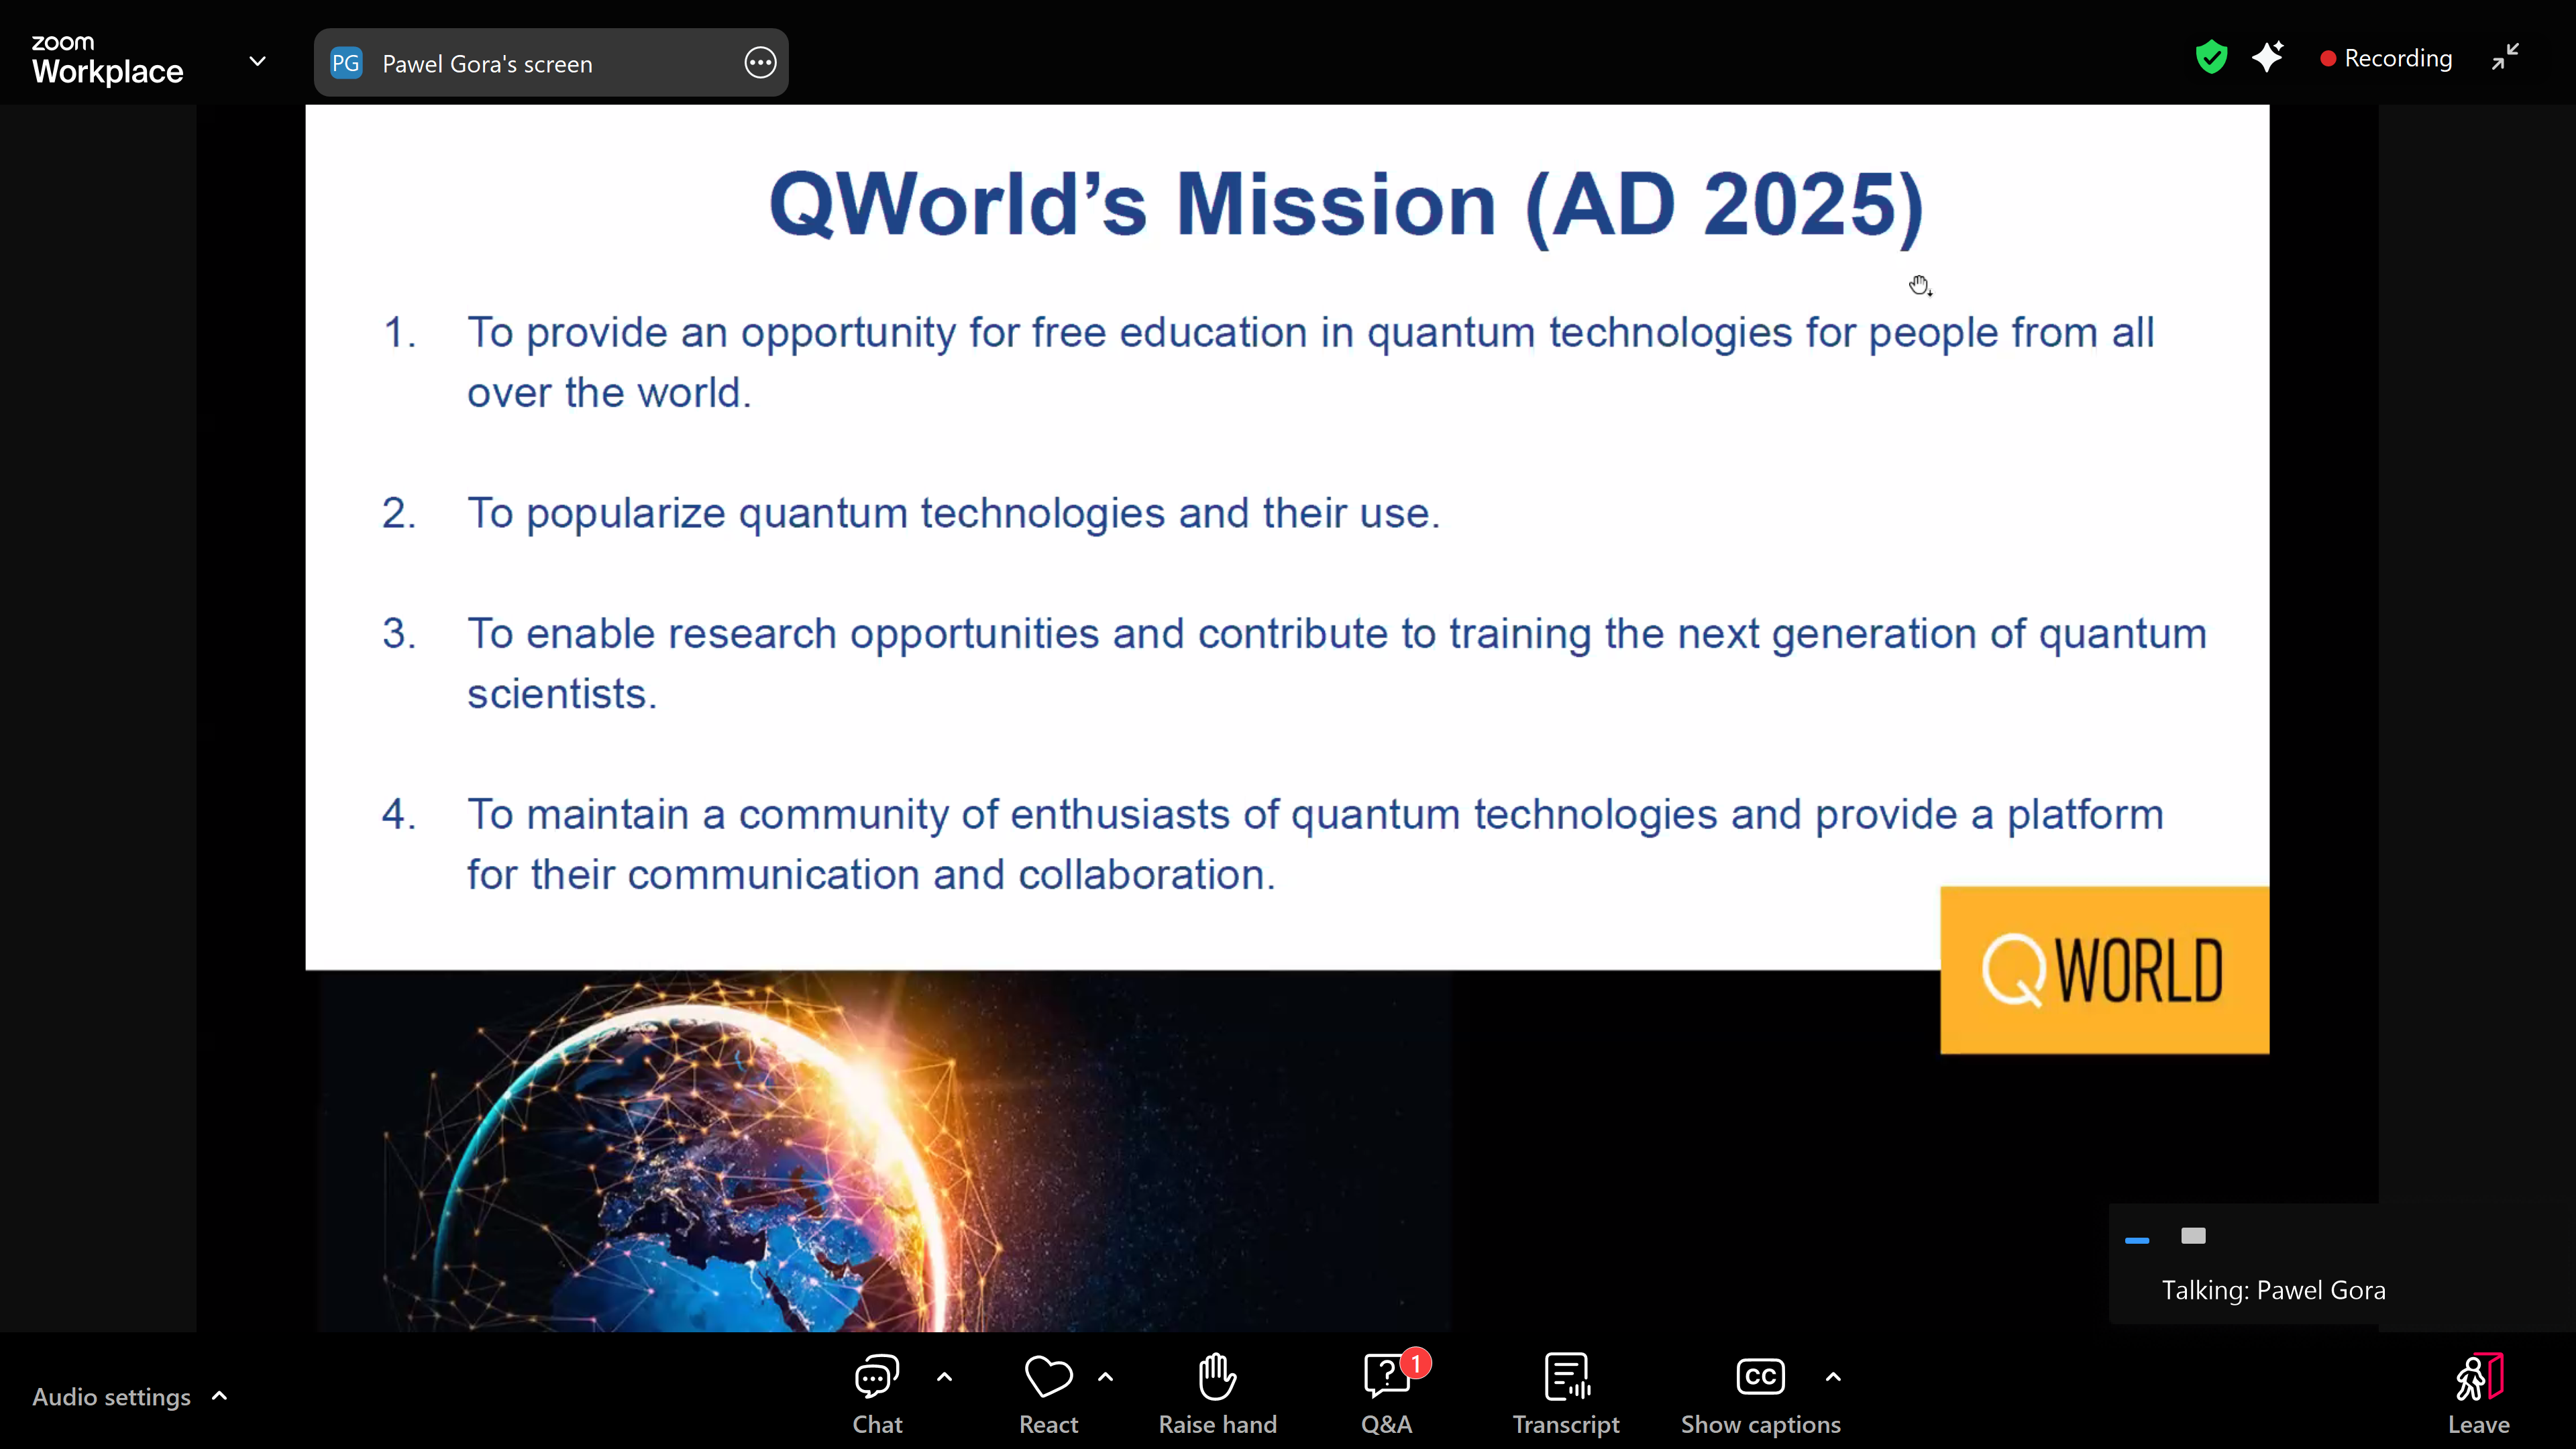 zoom
Workplace
PG Pawel Gora's screen
Recording
QWorld’s Mission (AD 2025)
1. To provide an opportunity for free education in quantum technologies for people from all
over the world.
2. To popularize quantum technologies and their use.
3. To enable research opportunities and contribute to training the next generation of quantum
scientists.
4. To maintain a community of enthusiasts of quantum technologies and provide a platform
for their communication and collaboration.
QWORLD
Talking: Pawel Gora
Audio settings
Chat
React
Raise hand
1
Q&A
Transcript
CC
Show captions
Leave